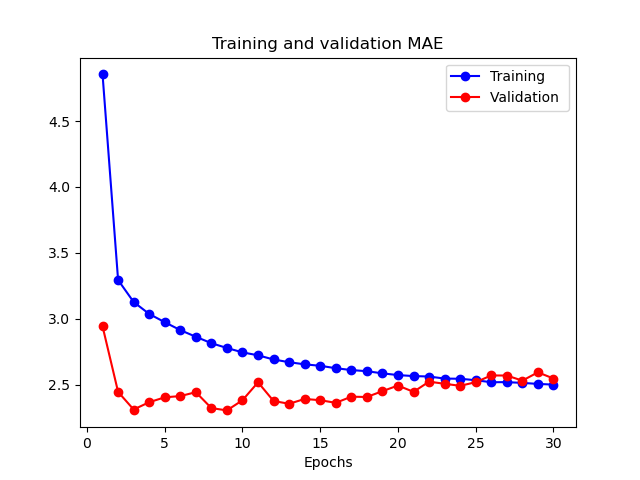 Training and validation MAE
Training
Validation
4.5
4.0
3.5
3.0
2.5
0 5 10 15 20 25 30
Epochs